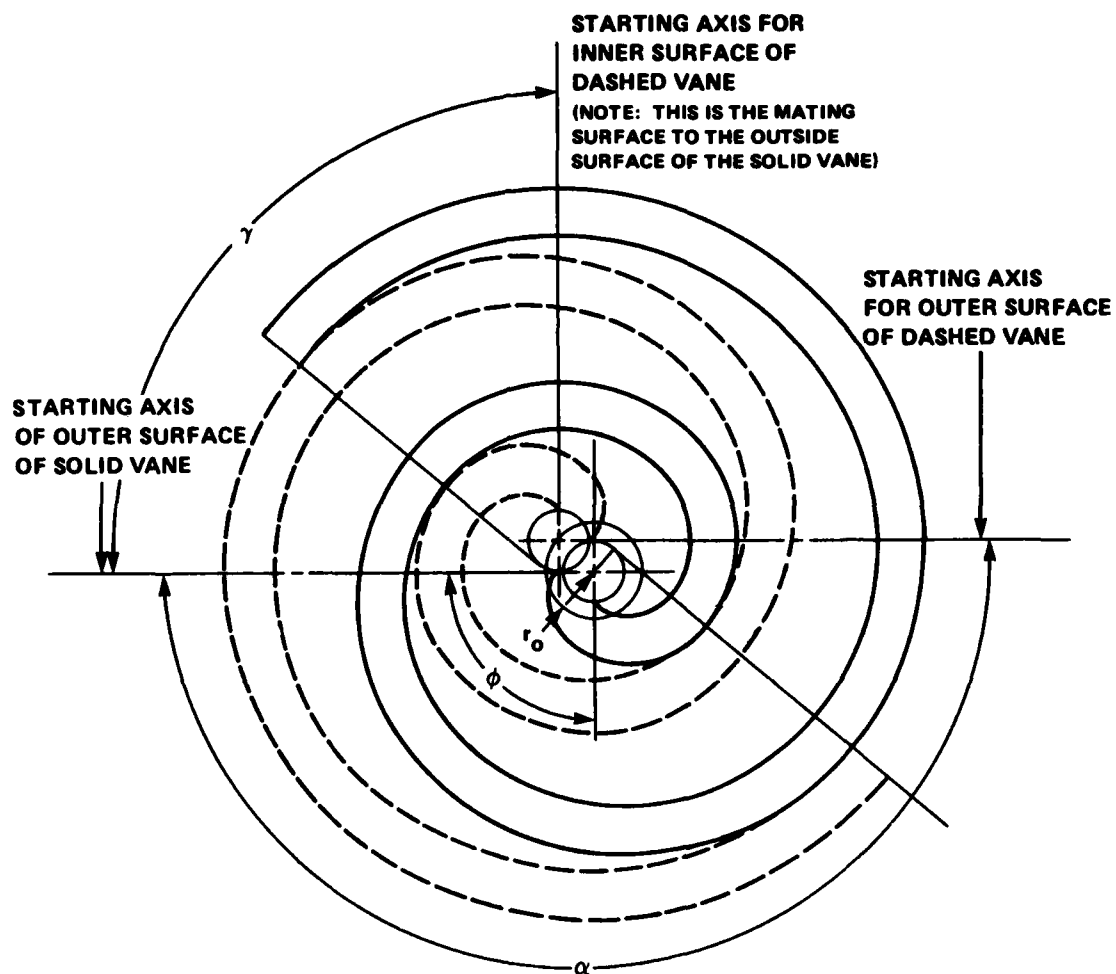 STARTING AXIS FOR
INNER SURFACE OF
DASHED VANE
(NOTE: THIS IS THE MATING
SURFACE TO THE OUTSIDE
SURFACE OF THE SOLID VANE)
γ
STARTING AXIS
FOR OUTER SURFACE
OF DASHED VANE
STARTING AXIS
OF OUTER SURFACE
OF SOLID VANE
r₀
ϕ
α